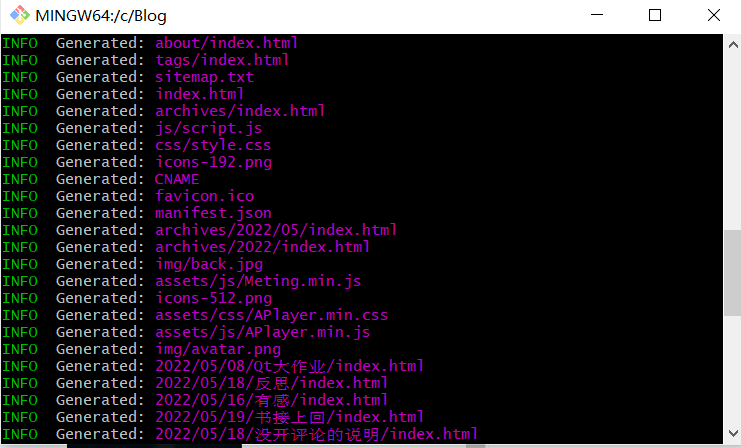 MINGW64:/c/Blog
INFO  Generated: about/index.html
INFO  Generated: tags/index.html
INFO  Generated: sitemap.txt
INFO  Generated: index.html
INFO  Generated: archives/index.html
INFO  Generated: js/script.js
INFO  Generated: css/style.css
INFO  Generated: icons-192.png
INFO  Generated: CNAME
INFO  Generated: favicon.ico
INFO  Generated: manifest.json
INFO  Generated: archives/2022/05/index.html
INFO  Generated: archives/2022/index.html
INFO  Generated: img/back.jpg
INFO  Generated: assets/js/Meting.min.js
INFO  Generated: icons-512.png
INFO  Generated: assets/css/APlayer.min.css
INFO  Generated: assets/js/APlayer.min.js
INFO  Generated: img/avatar.png
INFO  Generated: 2022/05/08/Qt大作业/index.html
INFO  Generated: 2022/05/18/反思/index.html
INFO  Generated: 2022/05/16/有感/index.html
INFO  Generated: 2022/05/19/书接上回/index.html
INFO  Generated: 2022/05/18/没开评论的说明/index.html